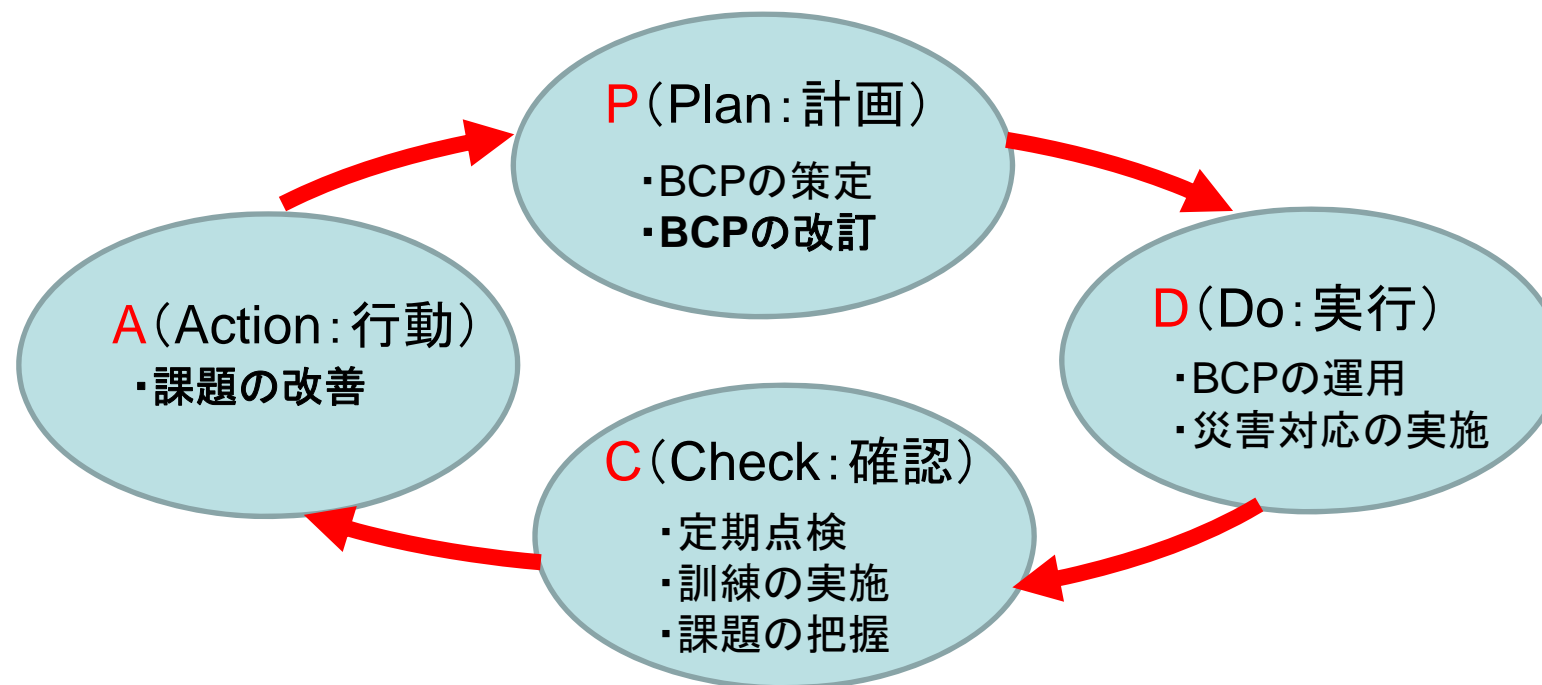 P（Plan：計画）
・BCPの策定
・BCPの改訂
D（Do：実行）
・BCPの運用
・災害対応の実施
C（Check：確認）
・定期点検
・訓練の実施
・課題の把握
A（Action：行動）
・課題の改善